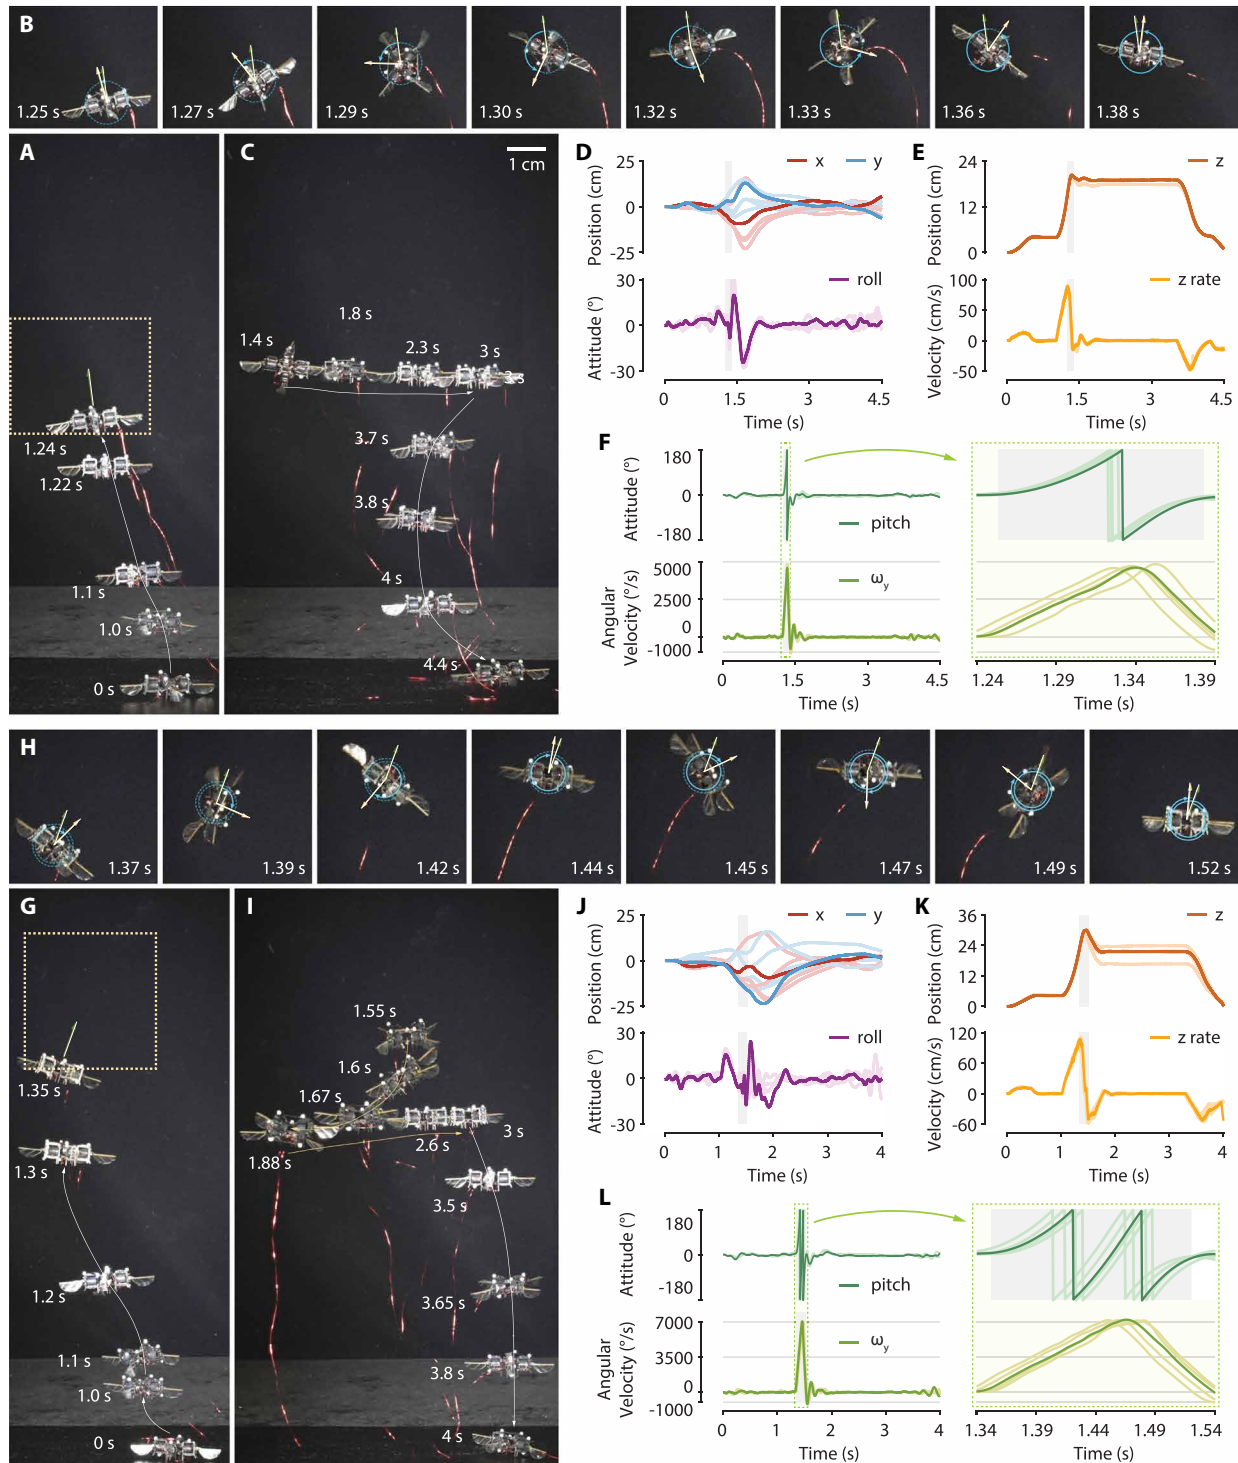 B
1.25 s
1.27 s
1.29 s
1.30 s
1.32 s
1.33 s
1.36 s
1.38 s
A
1.24 s
1.22 s
1.1 s
1.0 s
0 s
C
1 cm
1.4 s
1.8 s
2.3 s
3 s
3.7 s
3.8 s
4 s
4.4 s
D
x y
Position (cm)
25
0
-25
roll
Attitude (°)
30
0
-30
0 1.5 3 4.5
Time (s)
E
z
Position (cm)
24
12
0
z rate
Velocity (cm/s)
100
50
0
-50
0 1.5 3 4.5
Time (s)
F
Attitude (°)
180
0
-180
pitch
Angular
Velocity (°/s)
5000
2500
0
-1000
ωy
0 1.5 3 4.5
Time (s)
1.24 1.29 1.34 1.39
Time (s)
H
1.37 s
1.39 s
1.42 s
1.44 s
1.45 s
1.47 s
1.49 s
1.52 s
G
1.35 s
1.3 s
1.2 s
1.1 s
1.0 s
0 s
I
1.55 s
1.6 s
1.67 s
1.88 s
2.6 s
3 s
3.5 s
3.65 s
3.8 s
4 s
J
x y
Position (cm)
25
0
-25
roll
Attitude (°)
30
0
-30
0 1 2 3 4
Time (s)
K
z
Position (cm)
36
24
12
0
z rate
Velocity (cm/s)
120
60
0
-60
0 1 2 3 4
Time (s)
L
Attitude (°)
180
0
-180
pitch
Angular
Velocity (°/s)
7000
3500
0
-1000
ωy
0 1 2 3 4
Time (s)
1.34 1.39 1.44 1.49 1.54
Time (s)